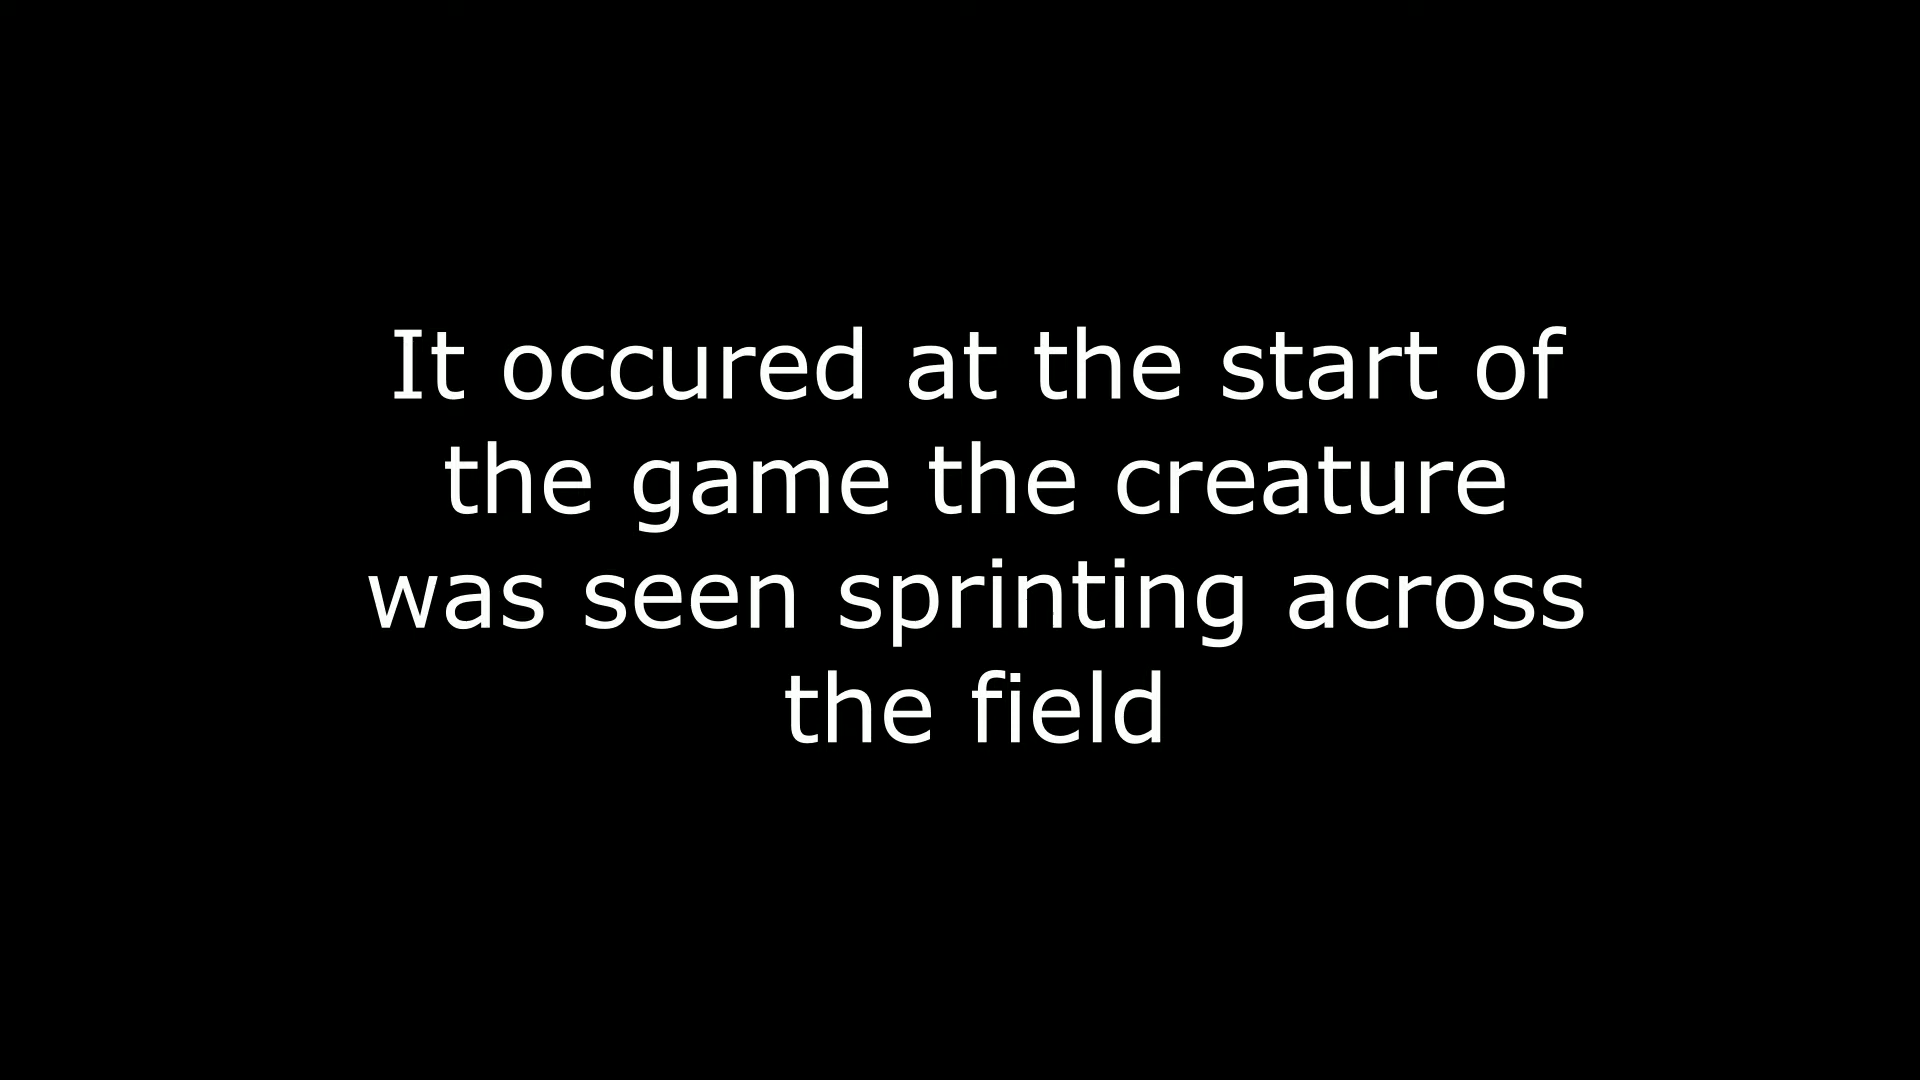 It occured at the start of
the game the creature
was seen sprinting across
the field